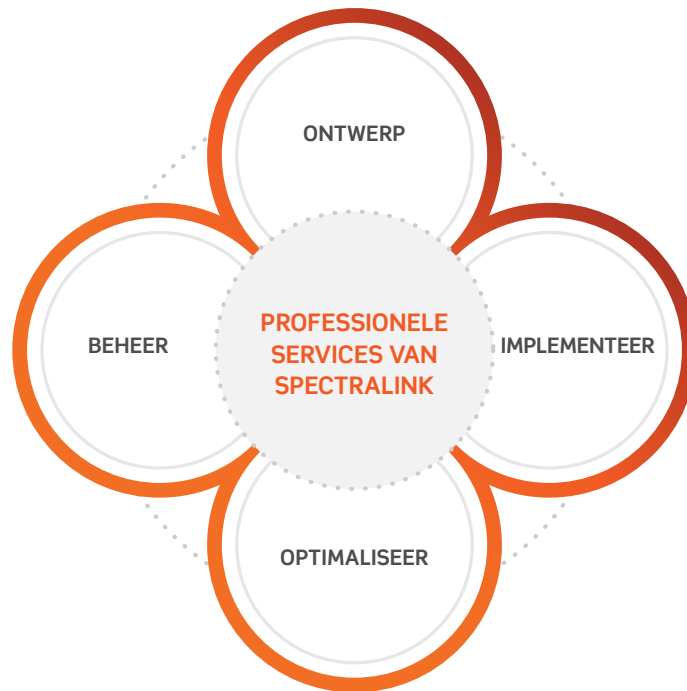 ONTWERP
BEHEER
PROFESSIONELE
SERVICES VAN
SPECTRALINK
IMPLEMENTEER
OPTIMALISEER